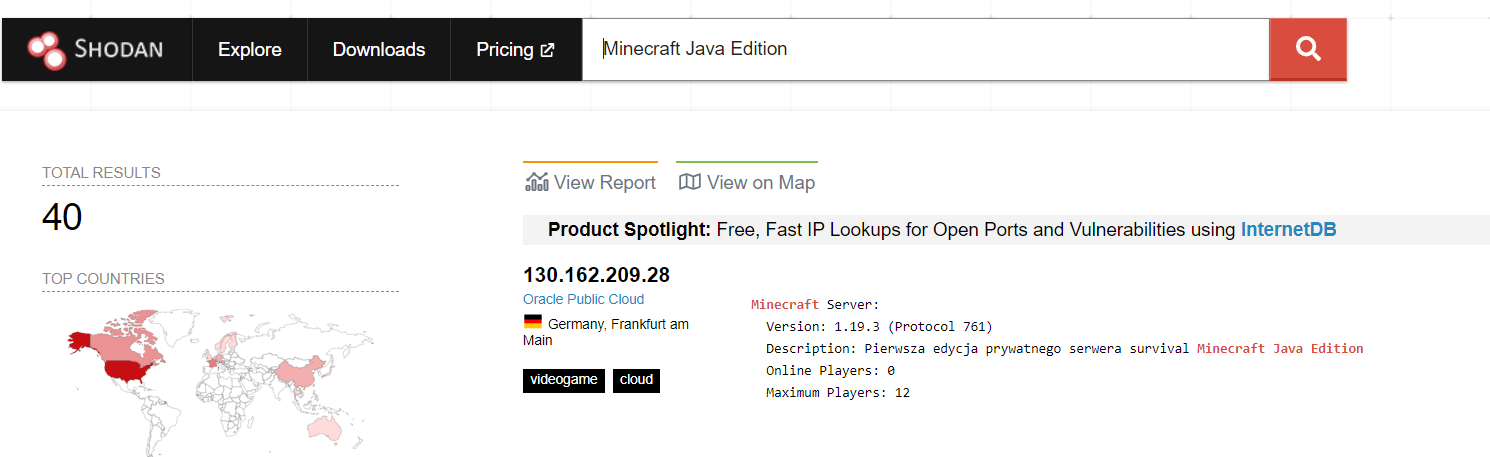 SHODAN Explore Downloads Pricing Minecraft Java Edition
TOTAL RESULTS
40
TOP COUNTRIES
View Report View on Map
Product Spotlight: Free, Fast IP Lookups for Open Ports and Vulnerabilities using InternetDB
130.162.209.28
Oracle Public Cloud
Germany, Frankfurt am
Main
videogame cloud
Minecraft Server:
Version: 1.19.3 (Protocol 761)
Description: Pierwsza edycja prywatnego serwera survival Minecraft Java Edition
Online Players: 0
Maximum Players: 12